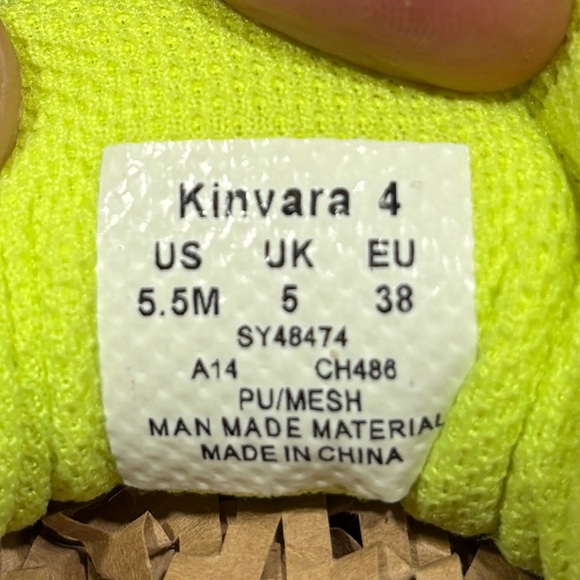 Kinvara 4
US UK EU
5.5M 5 38
SY48474
A14 CH486
PU/MESH
MAN MADE MATERIAL
MADE IN CHINA